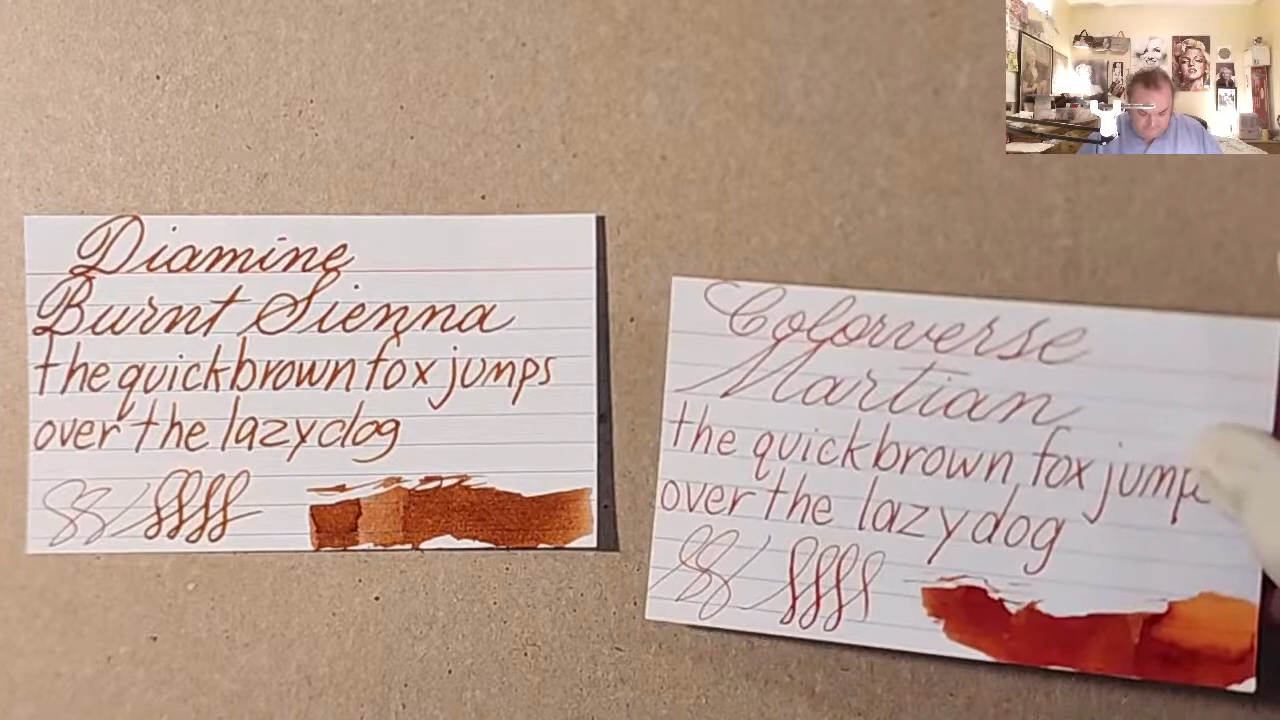 Diamine
Burnt Sienna
the quick brown fox jumps
over the lazy dog
Colorverse
Martian
the quick brown fox jump
over the lazy dog